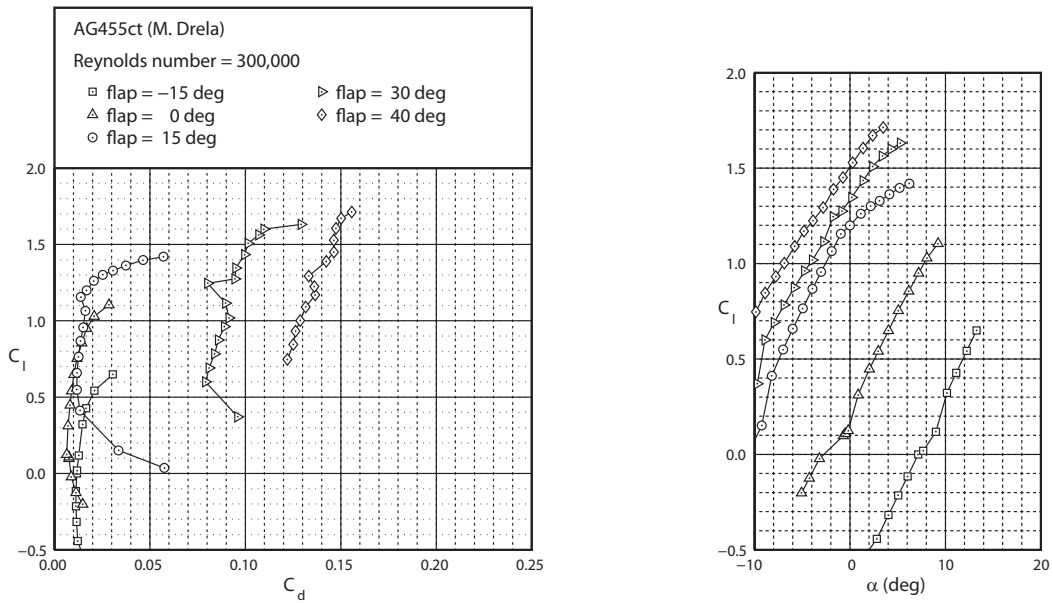 AG455ct (M. Drela)
Reynolds number = 300,000
flap = −15 deg
flap = 0 deg
flap = 15 deg
flap = 30 deg
flap = 40 deg
2.0
1.5
1.0
C_l
0.5
0.0
−0.5
0.00 0.05 0.10 0.15 0.20 0.25
C_d
2.0
1.5
1.0
C_l
0.5
0.0
−0.5
−10 0 10 20
α (deg)